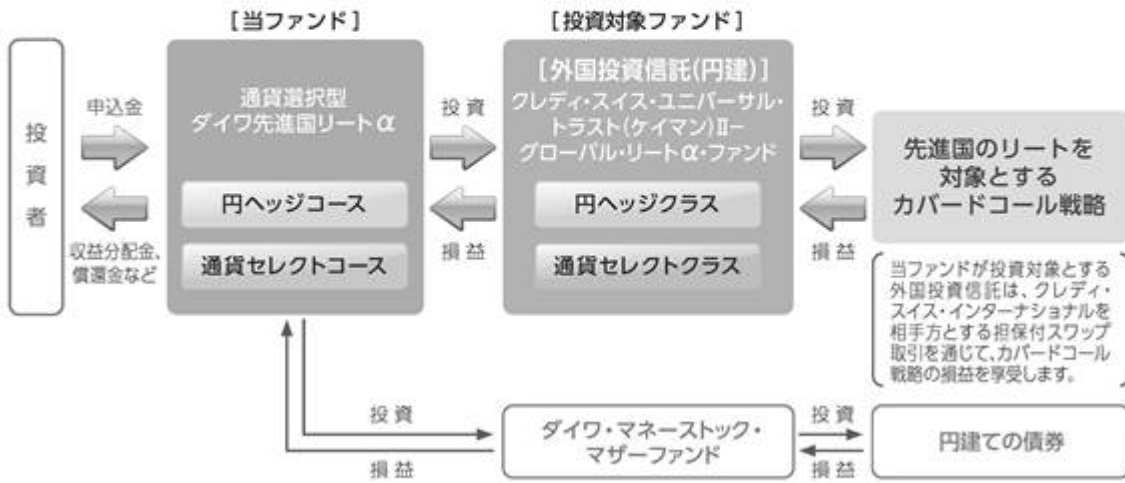 [当ファンド]
[投資対象ファンド]
投資者
申込金
収益分配金、
償還金など
通貨選択型
ダイワ先進国リートα
円ヘッジコース
通貨セレクトコース
投資
損益
[外国投資信託(円建)]
クレディ・スイス・ユニバーサル・
トラスト(ケイマン)Ⅱ−
グローバル・リートα・ファンド
円ヘッジクラス
通貨セレクトクラス
投資
損益
先進国のリートを
対象とする
カバードコール戦略
当ファンドが投資対象とする
外国投資信託は、クレディ・
スイス・インターナショナルを
相手方とする担保付スワップ
取引を通じて、カバードコール
戦略の損益を享受します。
投資
損益
ダイワ・マネーストック・
マザーファンド
投資
損益
円建ての債券